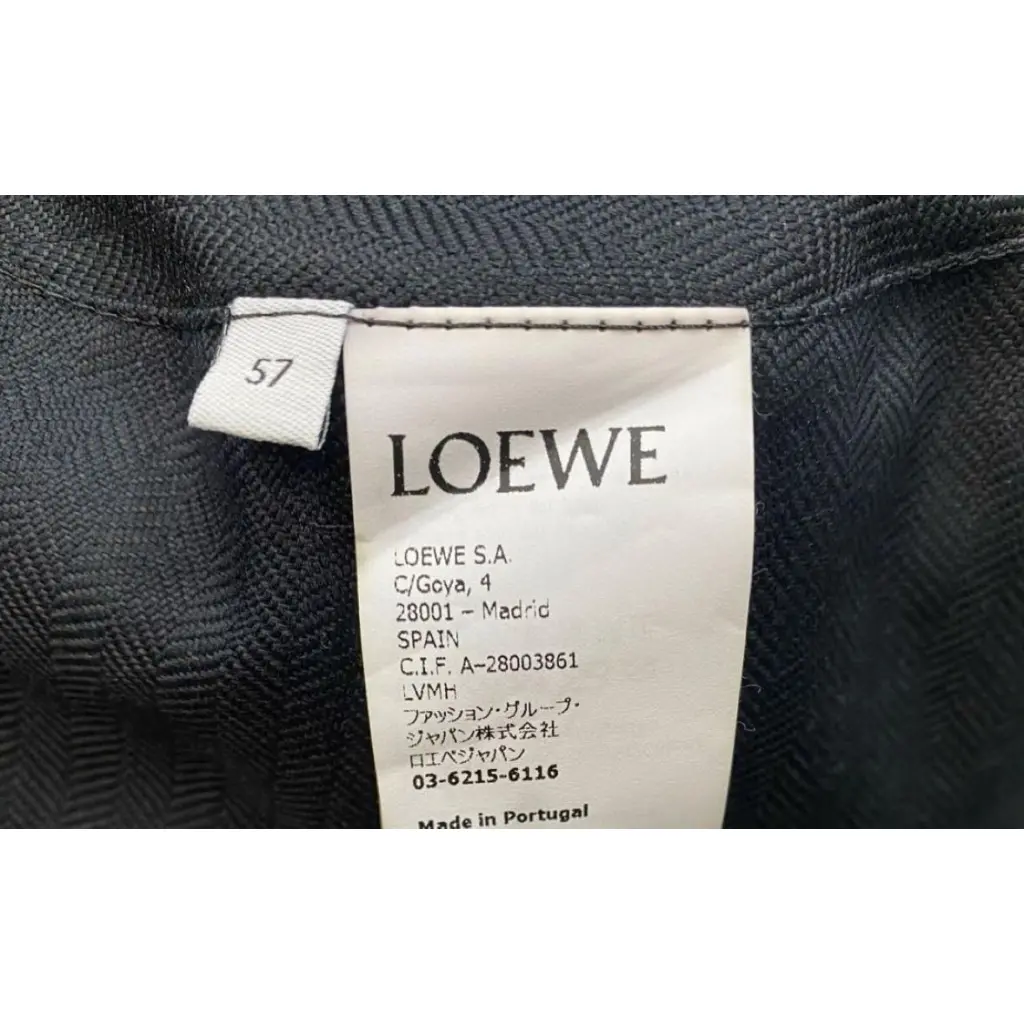 57
LOEWE
LOEWE S.A.
C/Goya, 4
28001 - Madrid
SPAIN
C.I.F. A-28003861
LVMH
ファッション・グループ・
ジャパン株式会社
ロエベジャパン
03-6215-6116
Made in Portugal